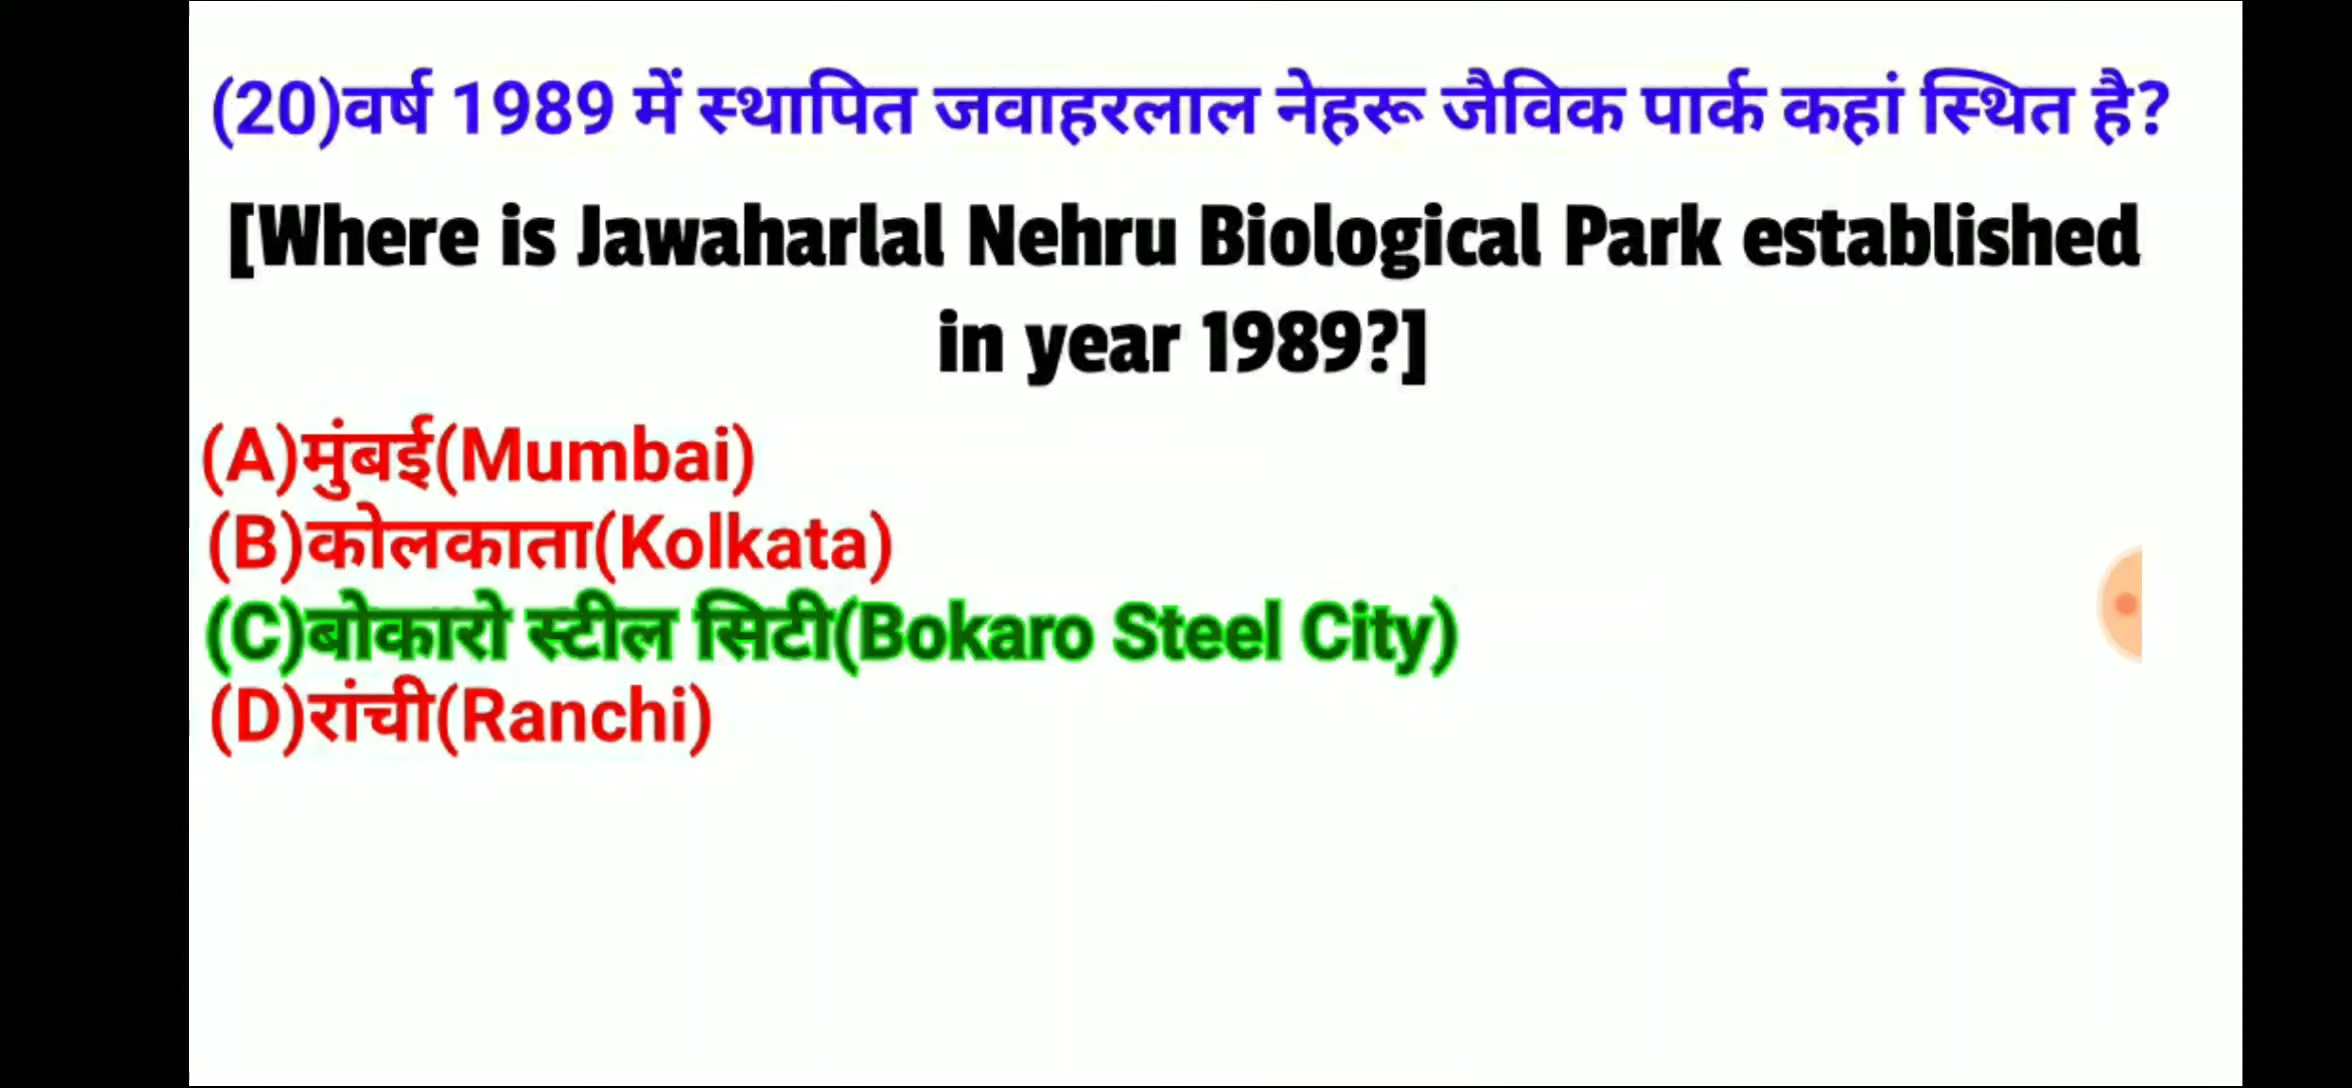 (20)वर्ष 1989 में स्थापित जवाहरलाल नेहरू जैविक पार्क कहां स्थित है?
[Where is Jawaharlal Nehru Biological Park established
in year 1989?]
(A)मुंबई(Mumbai)
(B)कोलकाता(Kolkata)
(C)बोकारो स्टील सिटी(Bokaro Steel City)
(D)रांची(Ranchi)